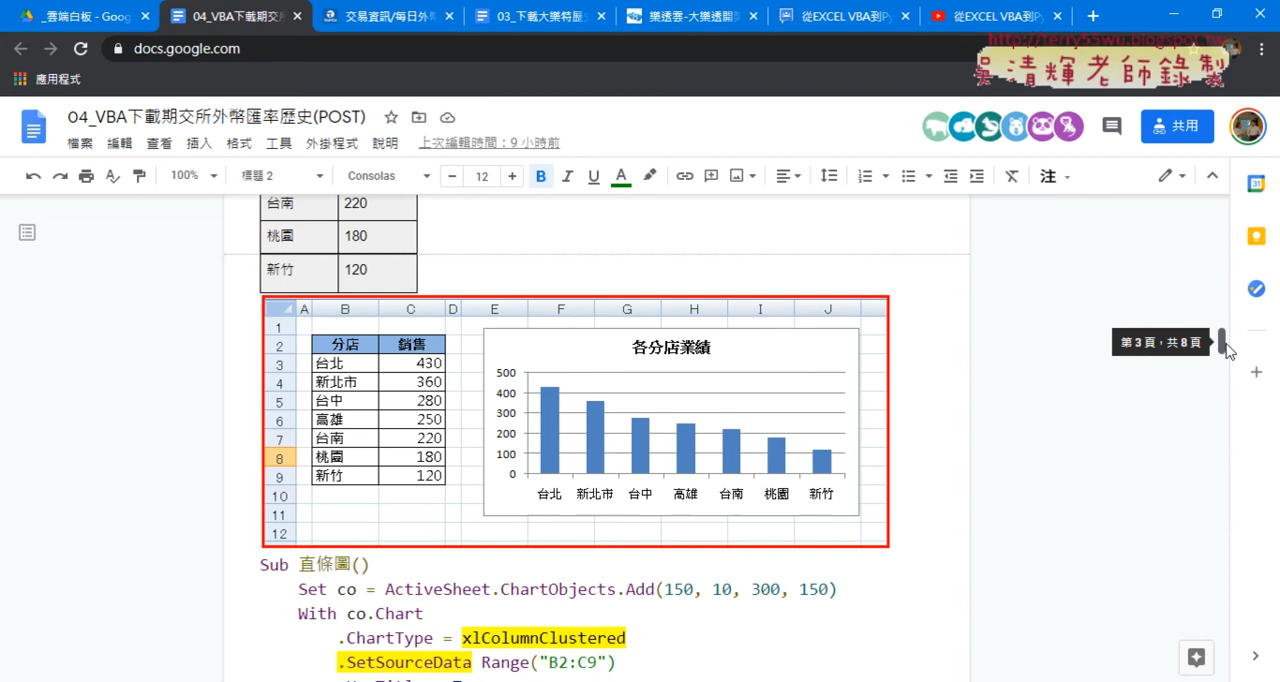 _雲端白板 - Goog
04_VBA下載期交所
交易資訊/每日外幣
03_下載大樂特歷史
樂透雲-大樂透開獎
從EXCEL VBA到Py
從EXCEL VBA到Py
docs.google.com
http://terry55wu.blogspot.tw
吳清輝老師錄製
應用程式
04_VBA下載期交所外幣匯率歷史(POST)
檔案 編輯 查看 插入 格式 工具 外掛程式 說明 上次編輯時間：9 小時前
共用
100% 標題 2 Consolas 12 B I U A 注
台南 220
桃園 180
新竹 120
A B C D E F G H I J
1
2 分店 銷售
3 台北 430
4 新北市 360
5 台中 280
6 高雄 250
7 台南 220
8 桃園 180
9 新竹 120
10
11
12
各分店業績
500
400
300
200
100
0
台北 新北市 台中 高雄 台南 桃園 新竹
第 3 頁，共 8 頁
Sub 直條圖()
Set co = ActiveSheet.ChartObjects.Add(150, 10, 300, 150)
With co.Chart
.ChartType = xlColumnClustered
.SetSourceData Range("B2:C9")